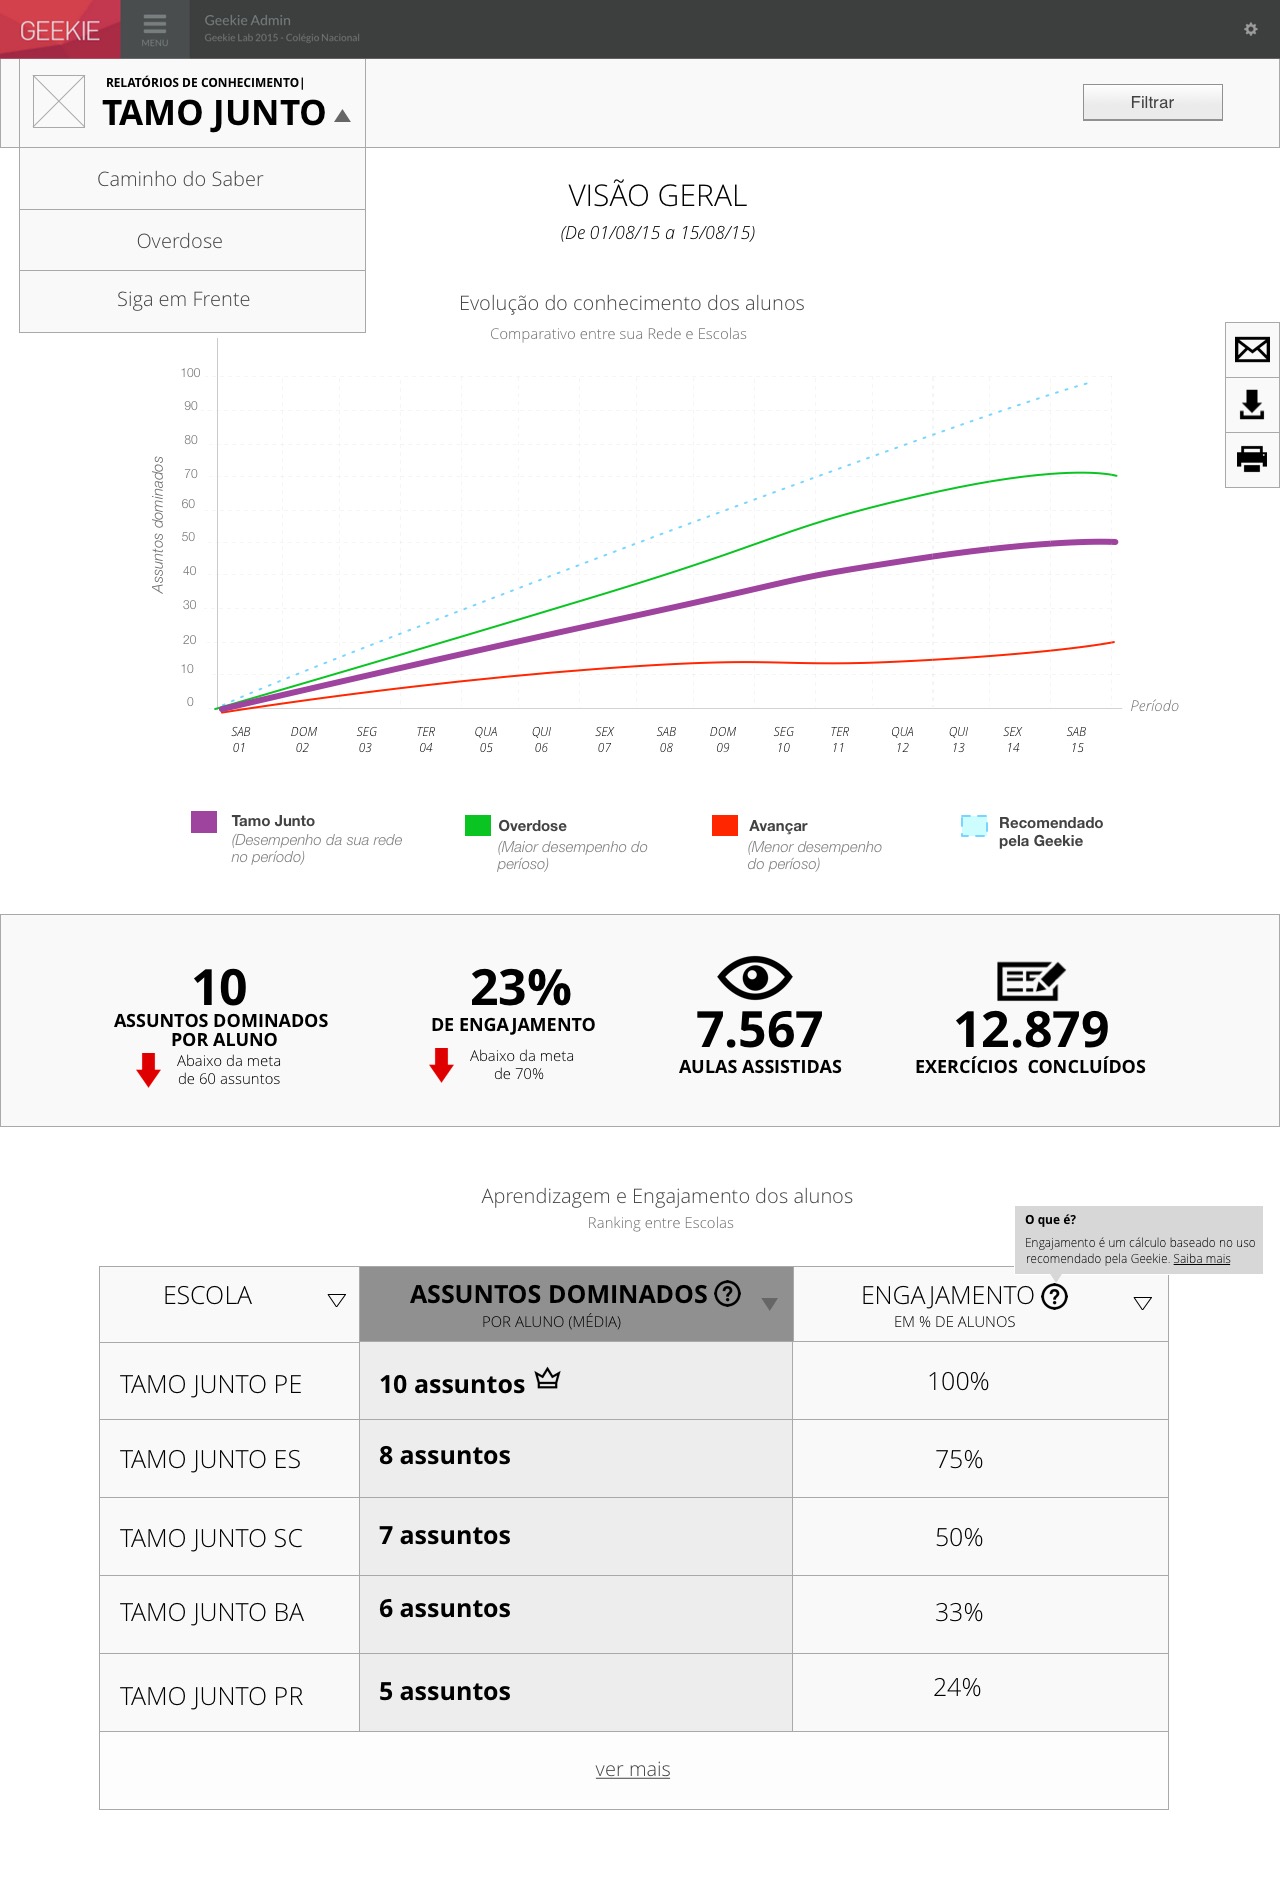 GEEKIE
MENU
Geekie Admin
Geekie Lab 2015 - Colégio Nacional
RELATÓRIOS DE CONHECIMENTO|
TAMO JUNTO
Filtrar
Caminho do Saber
Overdose
Siga em Frente
VISÃO GERAL
(De 01/08/15 a 15/08/15)
Evolução do conhecimento dos alunos
Comparativo entre sua Rede e Escolas
Assuntos dominados
100
90
80
70
60
50
40
30
20
10
0
Período
SAB DOM SEG TER QUA QUI SEX SAB DOM SEG TER QUA QUI SEX SAB
01 02 03 04 05 06 07 08 09 10 11 12 13 14 15
Tamo Junto
(Desempenho da sua rede
no período)
Overdose
(Maior desempenho do
períoso)
Avançar
(Menor desempenho
do períoso)
Recomendado
pela Geekie
10
ASSUNTOS DOMINADOS
POR ALUNO
Abaixo da meta
de 60 assuntos
23%
DE ENGAJAMENTO
Abaixo da meta
de 70%
7.567
AULAS ASSISTIDAS
12.879
EXERCÍCIOS CONCLUÍDOS
Aprendizagem e Engajamento dos alunos
Ranking entre Escolas
O que é?
Engajamento é um cálculo baseado no uso
recomendado pela Geekie. Saiba mais
ESCOLA
ASSUNTOS DOMINADOS ?
POR ALUNO (MÉDIA)
ENGAJAMENTO ?
EM % DE ALUNOS
TAMO JUNTO PE 10 assuntos 100%
TAMO JUNTO ES 8 assuntos 75%
TAMO JUNTO SC 7 assuntos 50%
TAMO JUNTO BA 6 assuntos 33%
TAMO JUNTO PR 5 assuntos 24%
ver mais